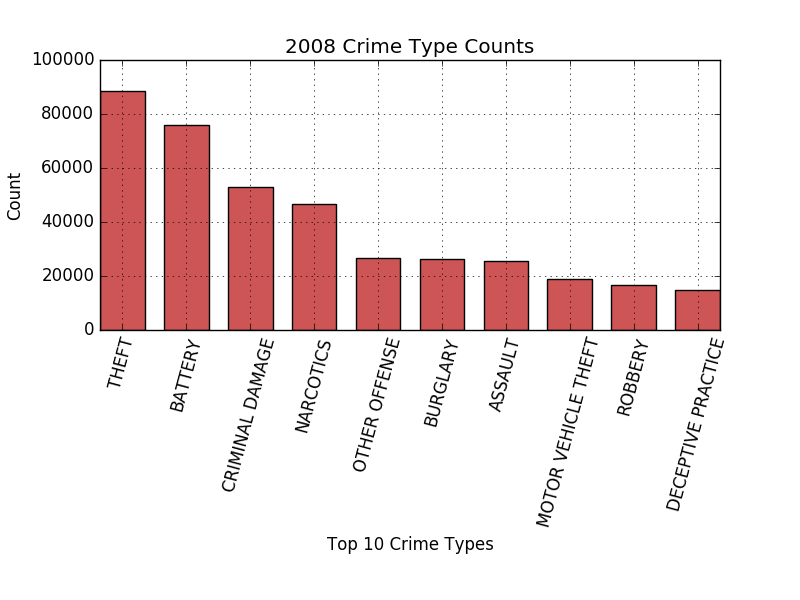 2008 Crime Type Counts
100000
80000
60000
40000
20000
0
Count
THEFT
BATTERY
CRIMINAL DAMAGE
NARCOTICS
OTHER OFFENSE
BURGLARY
ASSAULT
MOTOR VEHICLE THEFT
ROBBERY
DECEPTIVE PRACTICE
Top 10 Crime Types